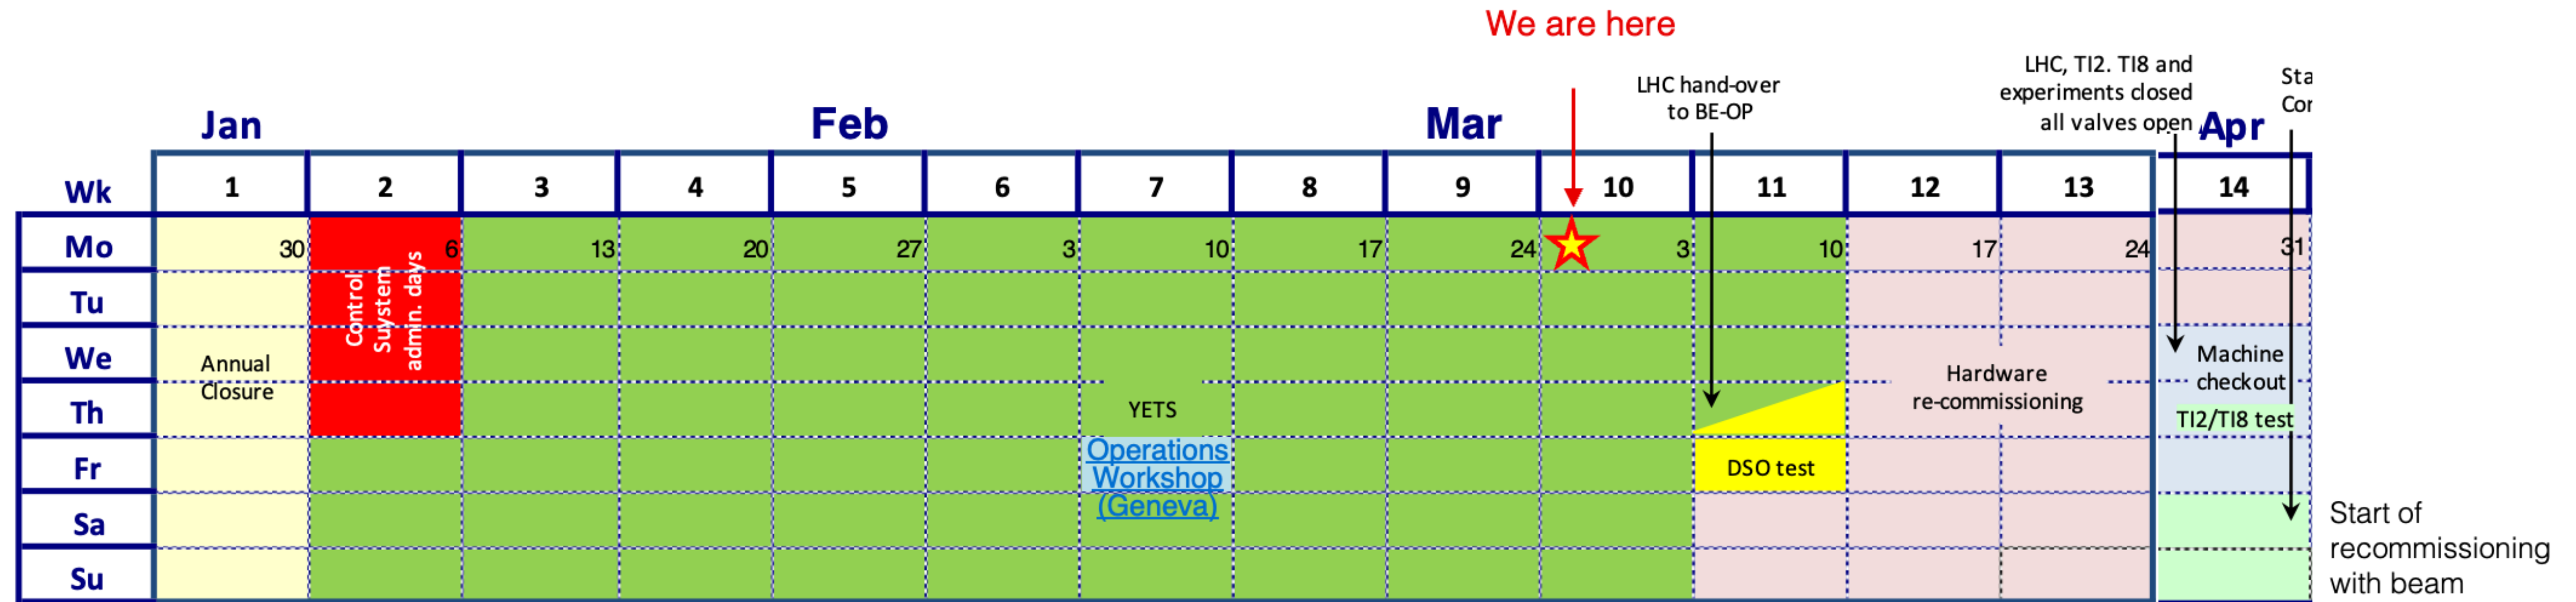 We are here
LHC hand-over
to BE-OP
LHC, TI2. TI8 and
experiments closed
all valves open
Sta
Cor
Jan
Feb
Mar
Apr
Wk 1 2 3 4 5 6 7 8 9 10 11 12 13 14
Mo 30 6 13 20 27 3 10 17 24 3 10 17 24 31
Tu
We
Th
Fr
Sa
Su
Annual
Closure
Control
Suystem
admin. days
YETS
Operations
Workshop
(Geneva)
DSO test
Hardware
re-commissioning
Machine
checkout
TI2/TI8 test
Start of
recommissioning
with beam